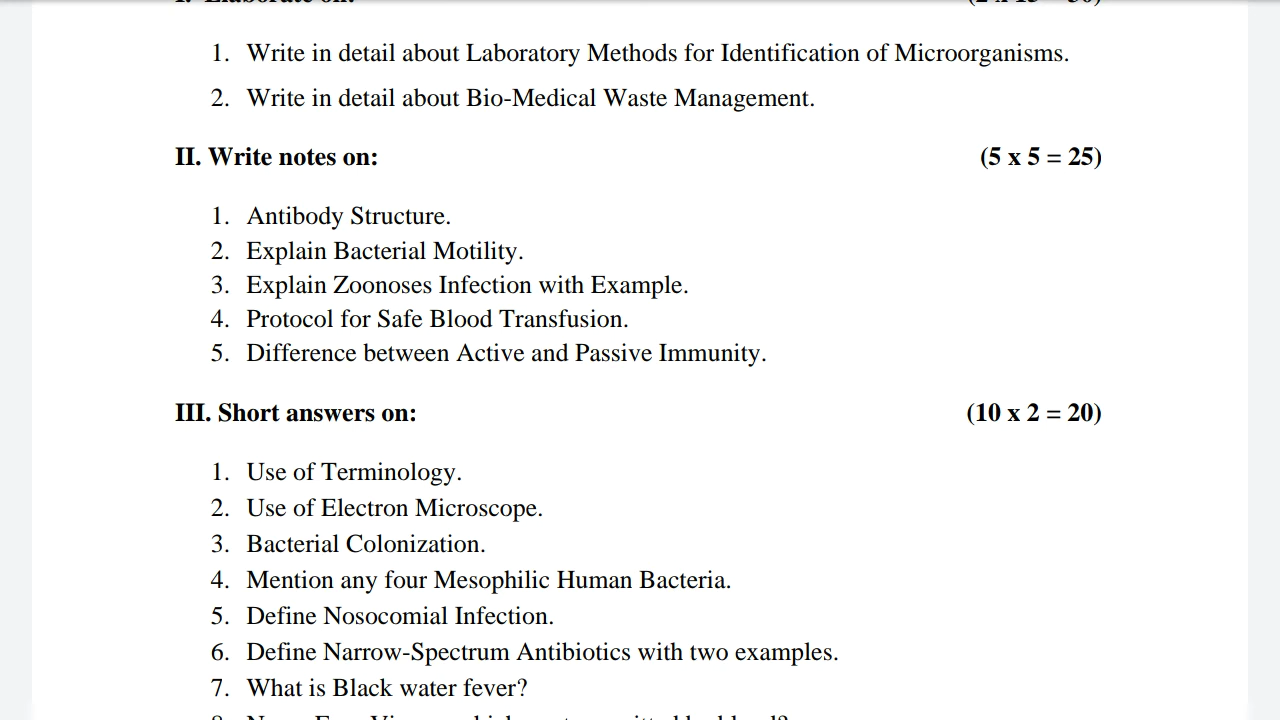 I. Elaborate on:
1. Write in detail about Laboratory Methods for Identification of Microorganisms.
2. Write in detail about Bio-Medical Waste Management.
II. Write notes on: (5 x 5 = 25)
1. Antibody Structure.
2. Explain Bacterial Motility.
3. Explain Zoonoses Infection with Example.
4. Protocol for Safe Blood Transfusion.
5. Difference between Active and Passive Immunity.
III. Short answers on: (10 x 2 = 20)
1. Use of Terminology.
2. Use of Electron Microscope.
3. Bacterial Colonization.
4. Mention any four Mesophilic Human Bacteria.
5. Define Nosocomial Infection.
6. Define Narrow-Spectrum Antibiotics with two examples.
7. What is Black water fever?